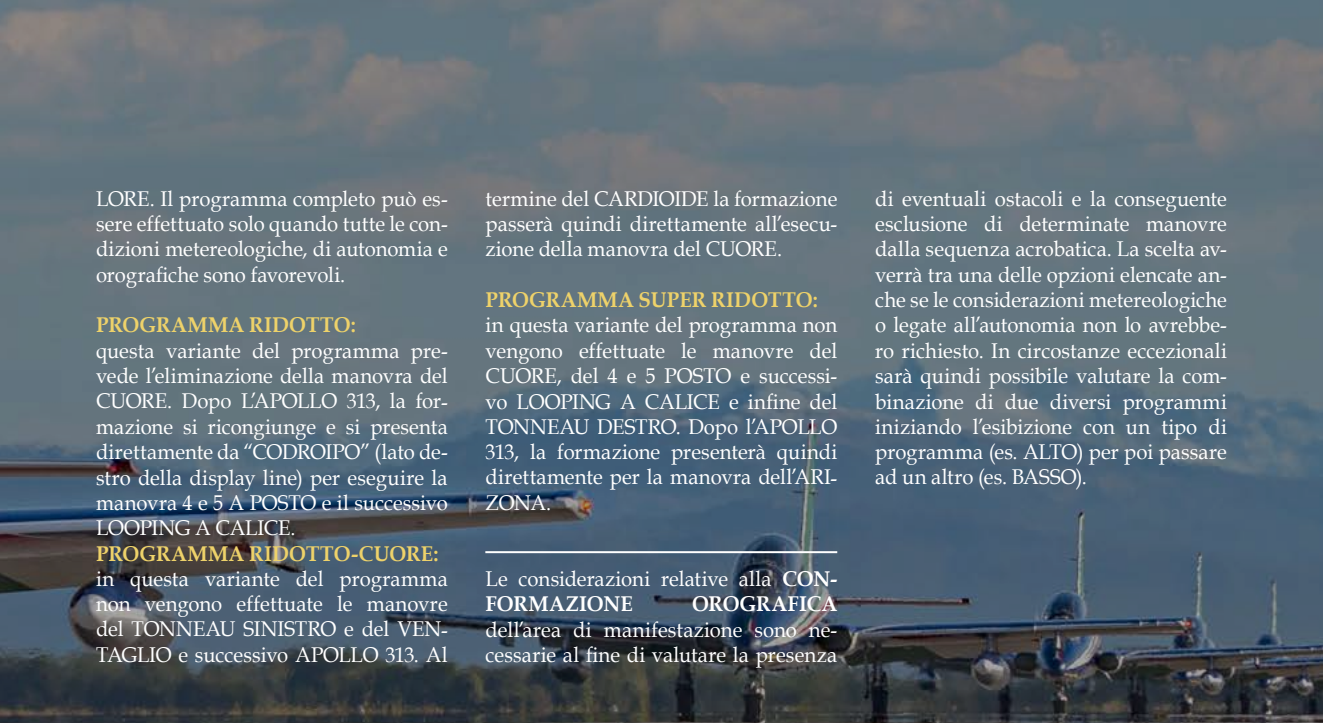 LORE. Il programma completo può es-
sere effettuato solo quando tutte le con-
dizioni metereologiche, di autonomia e
orografiche sono favorevoli.
PROGRAMMA RIDOTTO:
questa variante del programma pre-
vede l'eliminazione della manovra del
CUORE. Dopo L'APOLLO 313, la for-
mazione si ricongiunge e si presenta
direttamente da “CODROIPO” (lato de-
stro della display line) per eseguire la
manovra 4 e 5 A POSTO e il successivo
LOOPING A CALICE.
PROGRAMMA RIDOTTO-CUORE:
in questa variante del programma
non vengono effettuate le manovre
del TONNEAU SINISTRO e del VEN-
TAGLIO e successivo APOLLO 313. Al
termine del CARDIOIDE la formazione
passerà quindi direttamente all'esecu-
zione della manovra del CUORE.
PROGRAMMA SUPER RIDOTTO:
in questa variante del programma non
vengono effettuate le manovre del
CUORE, del 4 e 5 POSTO e successi-
vo LOOPING A CALICE e infine del
TONNEAU DESTRO. Dopo l'APOLLO
313, la formazione presenterà quindi
direttamente per la manovra dell'ARI-
ZONA.
Le considerazioni relative alla CON-
FORMAZIONE OROGRAFICA
dell'area di manifestazione sono ne-
cessarie al fine di valutare la presenza
di eventuali ostacoli e la conseguente
esclusione di determinate manovre
dalla sequenza acrobatica. La scelta av-
verrà tra una delle opzioni elencate an-
che se le considerazioni metereologiche
o legate all'autonomia non lo avrebbe-
ro richiesto. In circostanze eccezionali
sarà quindi possibile valutare la com-
binazione di due diversi programmi
iniziando l'esibizione con un tipo di
programma (es. ALTO) per poi passare
ad un altro (es. BASSO).